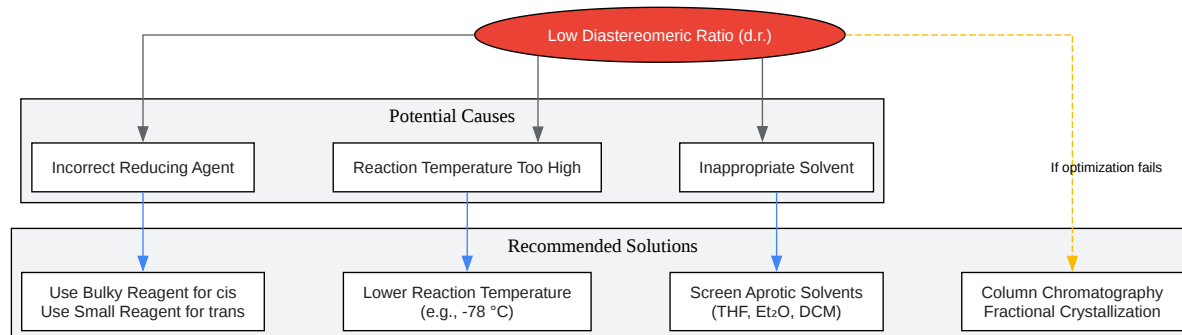 Low Diastereomeric Ratio (d.r.)
Potential Causes
Incorrect Reducing Agent
Reaction Temperature Too High
Inappropriate Solvent
If optimization fails
Recommended Solutions
Use Bulky Reagent for cis
Use Small Reagent for trans
Lower Reaction Temperature
(e.g., -78 °C)
Screen Aprotic Solvents
(THF, Et₂O, DCM)
Column Chromatography
Fractional Crystallization